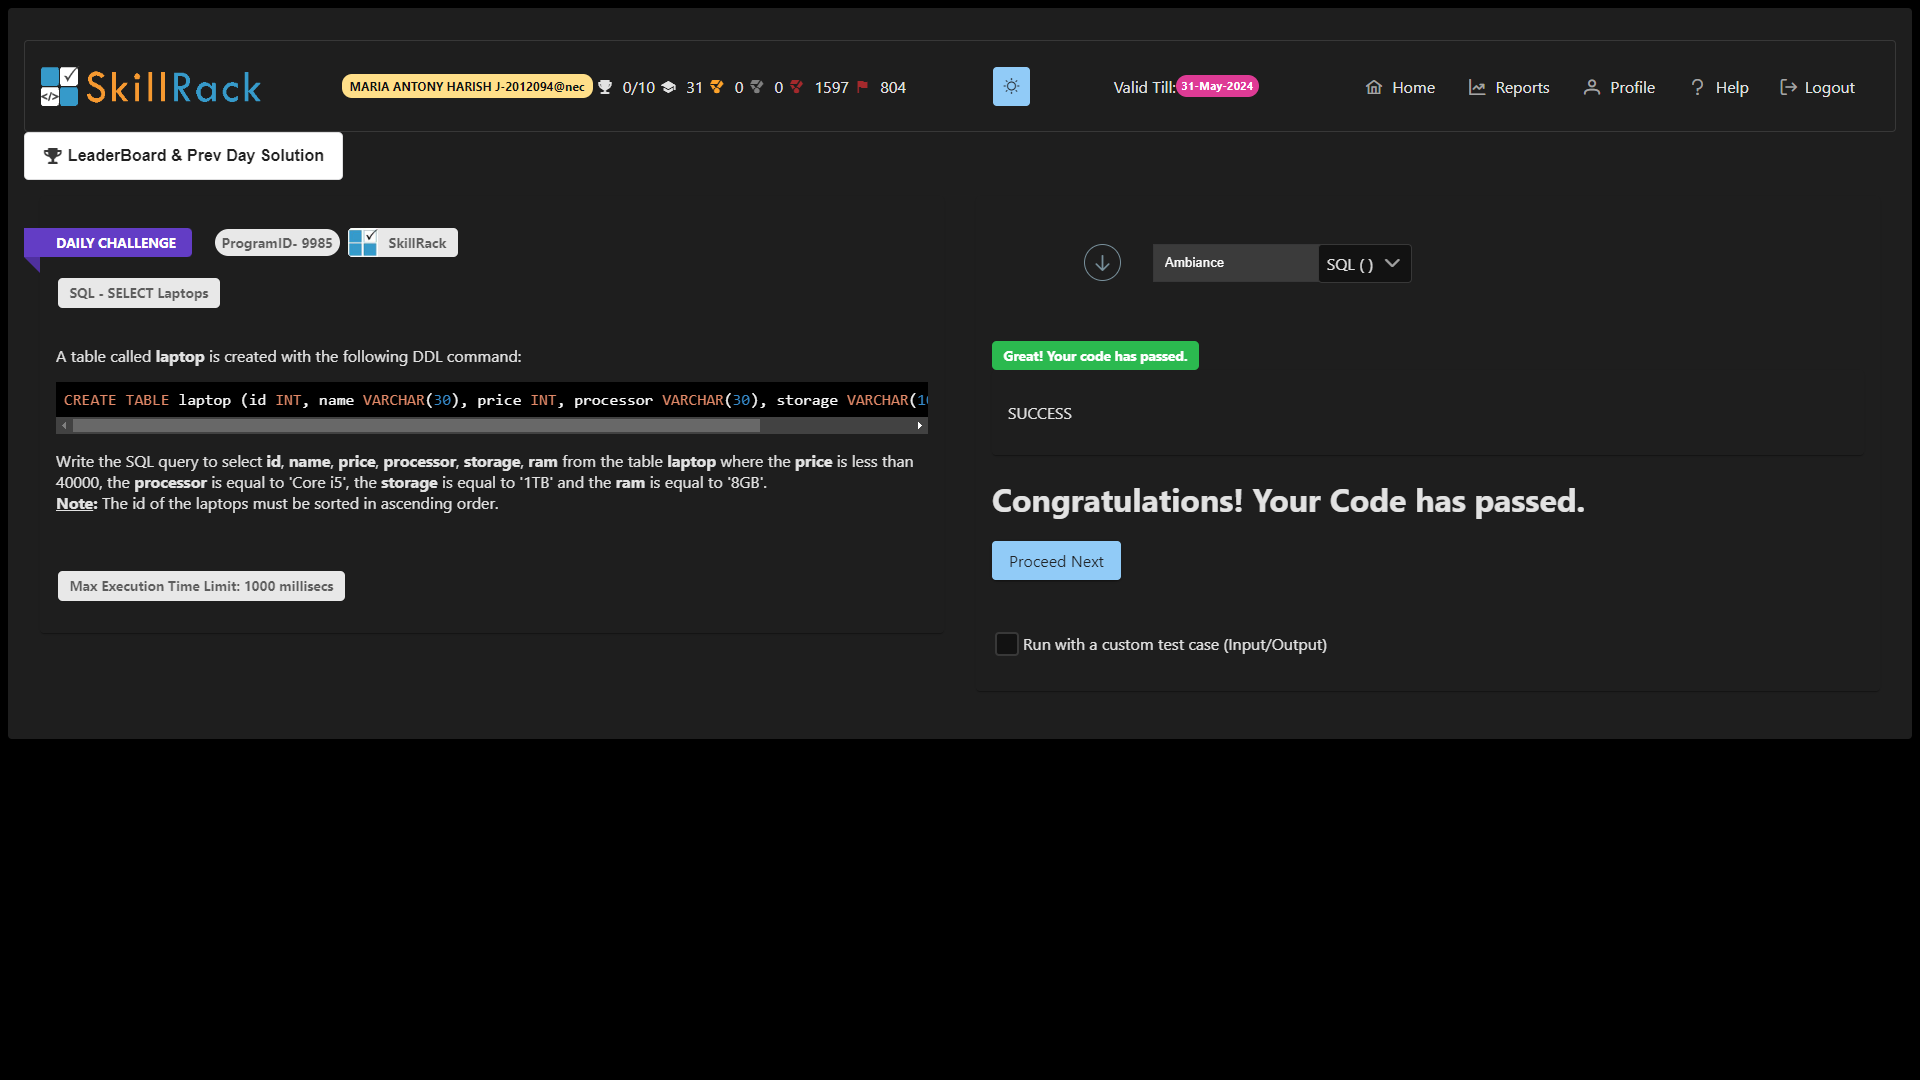 SkillRack
MARIA ANTONY HARISH J-2012094@nec 0/10 31 0 0 1597 804
Valid Till:31-May-2024
Home Reports Profile Help Logout
LeaderBoard & Prev Day Solution
DAILY CHALLENGE ProgramID- 9985 SkillRack
SQL - SELECT Laptops
A table called laptop is created with the following DDL command:
CREATE TABLE laptop (id INT, name VARCHAR(30), price INT, processor VARCHAR(30), storage VARCHAR(1
Write the SQL query to select id, name, price, processor, storage, ram from the table laptop where the price is less than
40000, the processor is equal to 'Core i5', the storage is equal to '1TB' and the ram is equal to '8GB'.
Note: The id of the laptops must be sorted in ascending order.
Max Execution Time Limit: 1000 millisecs
Ambiance SQL ( )
Great! Your code has passed.
SUCCESS
Congratulations! Your Code has passed.
Proceed Next
Run with a custom test case (Input/Output)